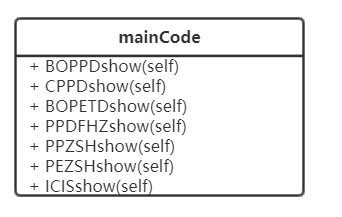 mainCode
+ BOPPDshow(self)
+ CPPDshow(self)
+ BOPETDshow(self)
+ PPDFHZshow(self)
+ PPZSHshow(self)
+ PEZSHshow(self)
+ ICISshow(self)